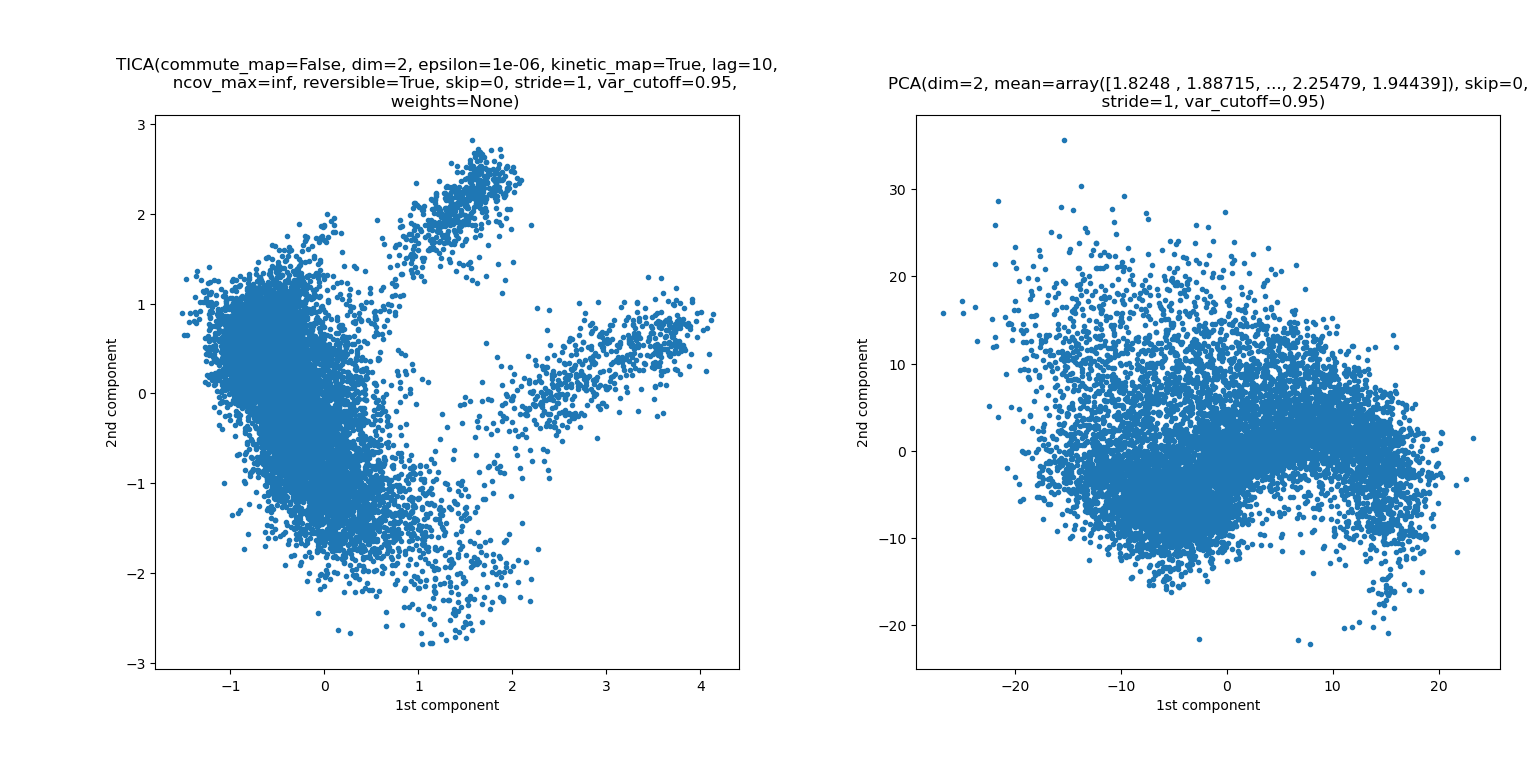 TICA(commute_map=False, dim=2, epsilon=1e-06, kinetic_map=True, lag=10,
ncov_max=inf, reversible=True, skip=0, stride=1, var_cutoff=0.95,
weights=None)
3
2
1
0
−1
−2
−3
2nd component
−1
0
1
2
3
4
1st component
PCA(dim=2, mean=array([1.8248 , 1.88715, ..., 2.25479, 1.94439]), skip=0,
stride=1, var_cutoff=0.95)
30
20
10
0
−10
−20
2nd component
−20
−10
0
10
20
1st component